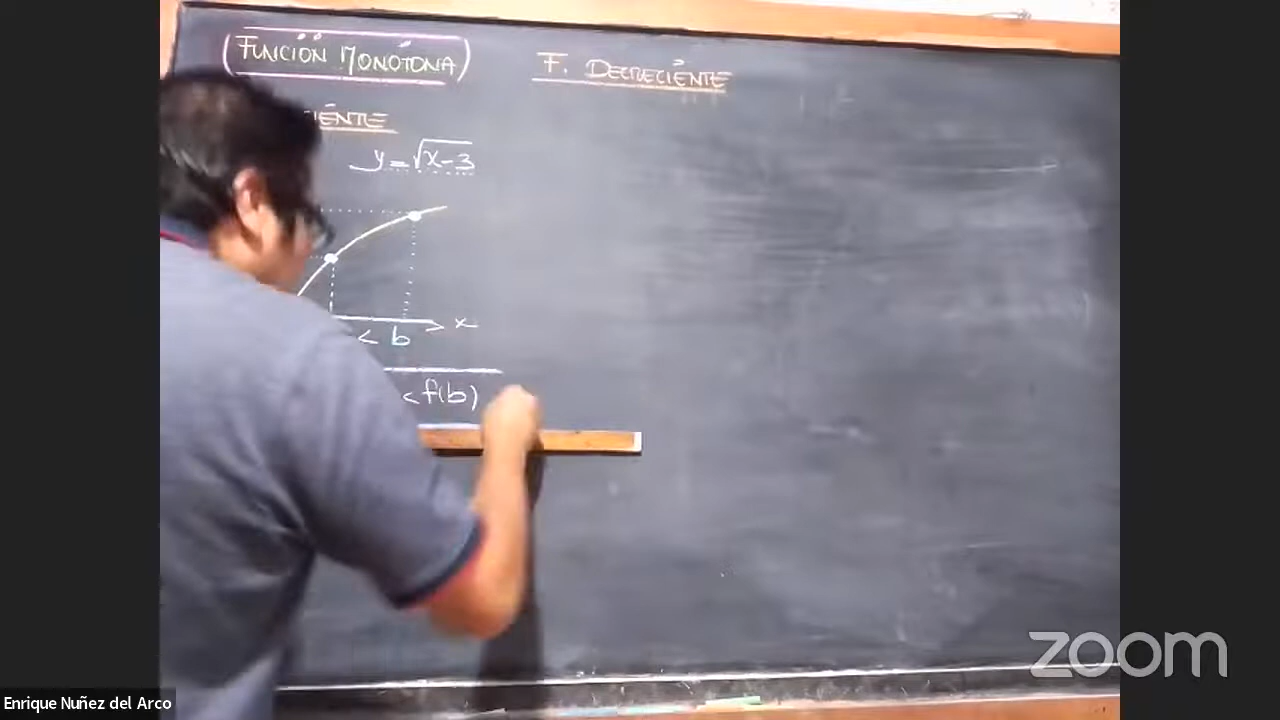 FUNCIÓN MONÓTONA
F. DECRECIENTE
CIENTE
y = √x-3
x
< b
< f(b)
zoom
Enrique Nuñez del Arco